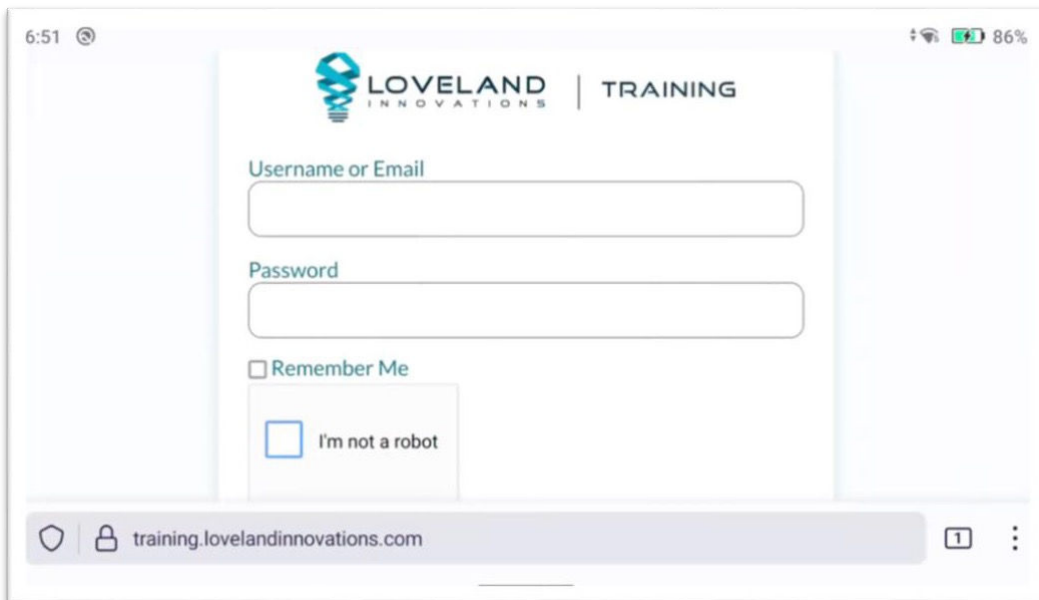 6:51 86%
LOVELAND | TRAINING
INNOVATIONS
Username or Email
Password
Remember Me
I'm not a robot
training.lovelandinnovations.com 1